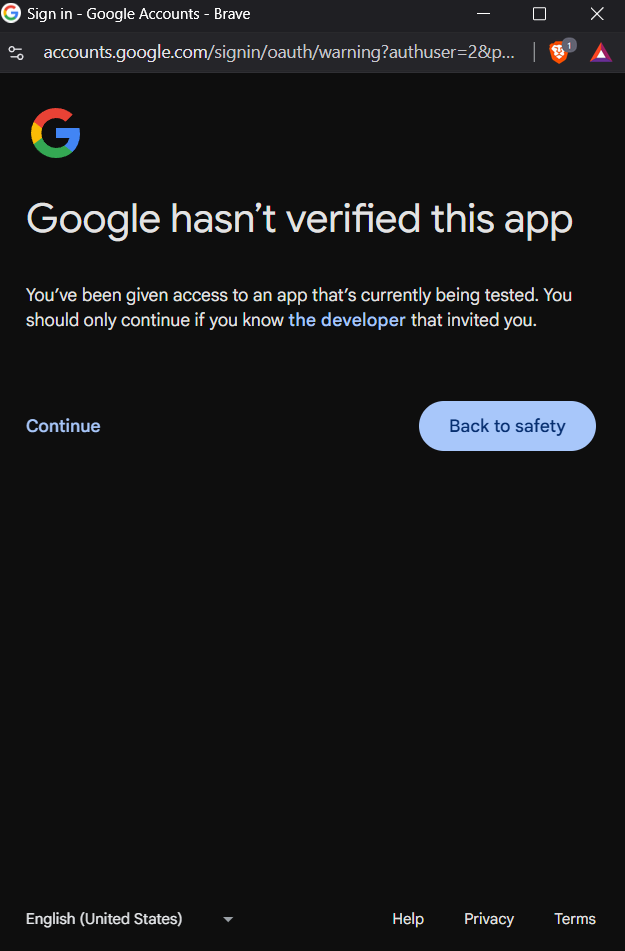 Sign in - Google Accounts - Brave
accounts.google.com/signin/oauth/warning?authuser=2&p...
1
Google hasn’t verified this app
You’ve been given access to an app that’s currently being tested. You
should only continue if you know the developer that invited you.
Continue
Back to safety
English (United States)
Help
Privacy
Terms